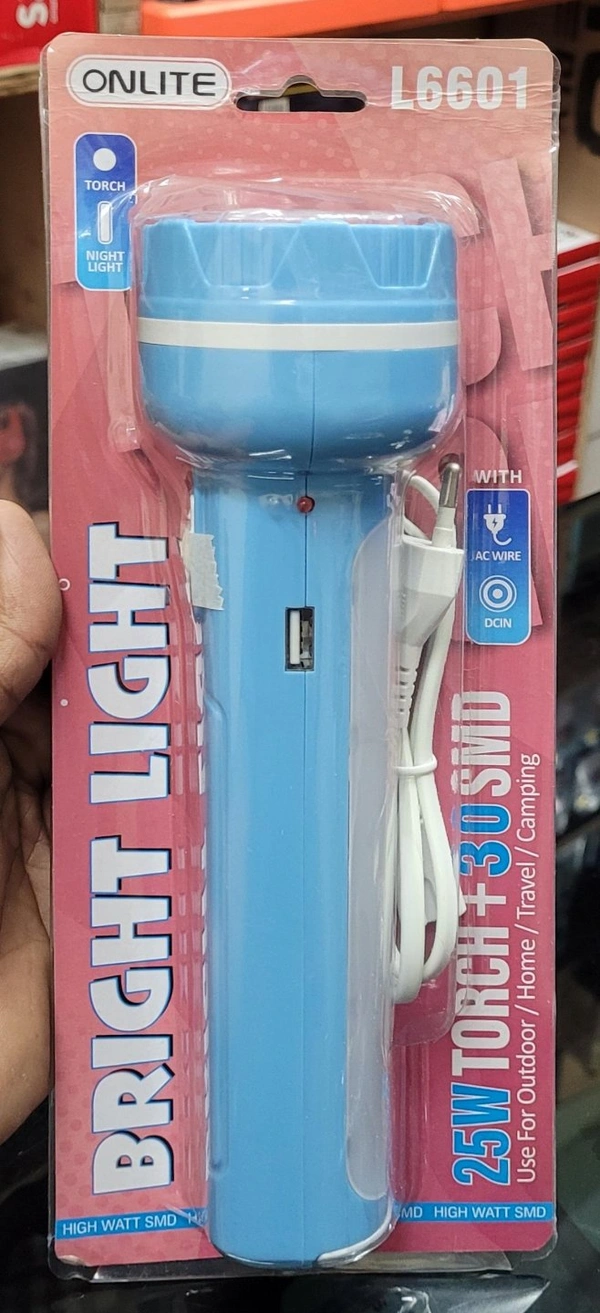 ONLITE
L6601
TORCH
NIGHT
LIGHT
WITH
AC WIRE
DCIN
BRIGHT LIGHT
25W TORCH + 30 SMD
Use For Outdoor / Home / Travel / Camping
HIGH WATT SMD
HIGH WATT SMD